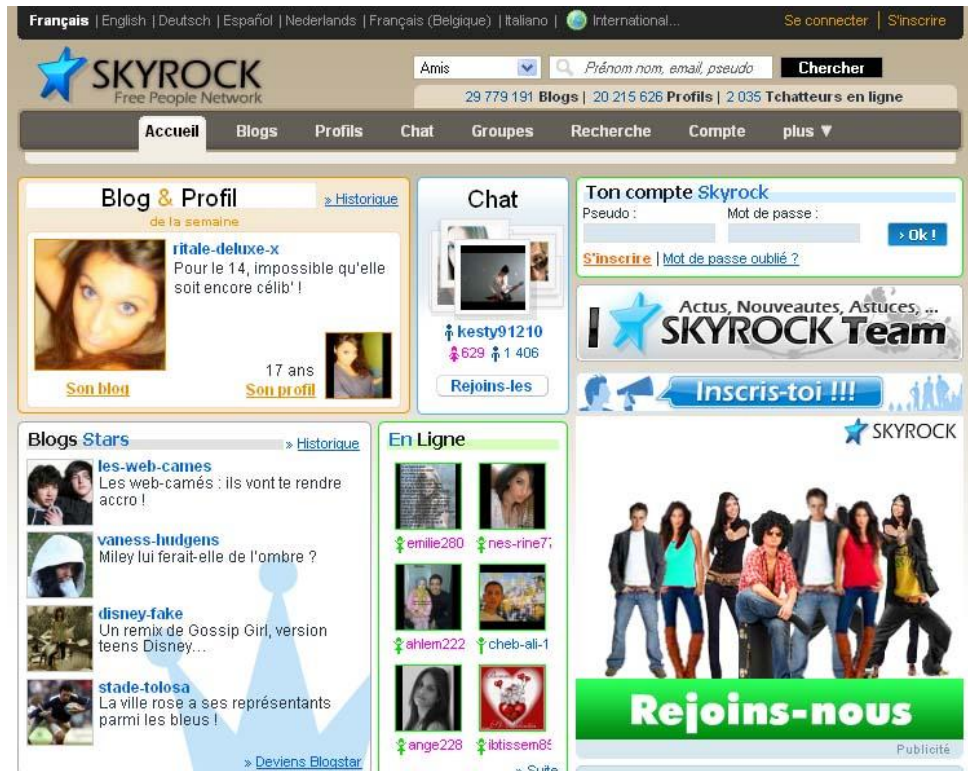 Français | English | Deutsch | Español | Nederlands | Français (Belgique) | Italiano | International...
Se connecter | S'inscrire
SKYROCK
Free People Network
Amis
Prénom nom, email, pseudo
Chercher
29 779 191 Blogs | 20 215 626 Profils | 2 035 Tchatteurs en ligne
Accueil Blogs Profils Chat Groupes Recherche Compte plus ▼
Blog & Profil
» Historique
de la semaine
ritale-deluxe-x
Pour le 14, impossible qu'elle
soit encore célib' !
17 ans
Son blog
Son profil
Chat
kesty91210
629 1 406
Rejoins-les
Ton compte Skyrock
Pseudo : Mot de passe :
› Ok !
S'inscrire | Mot de passe oublié ?
Actus, Nouveautes, Astuces, ...
SKYROCK Team
Inscris-toi !!!
SKYROCK
Rejoins-nous
Publicité
Blogs Stars
» Historique
les-web-cames
Les web-camés : ils vont te rendre
accro !
vaness-hudgens
Miley lui ferait-elle de l'ombre ?
disney-fake
Un remix de Gossip Girl, version
teens Disney...
stade-tolosa
La ville rose a ses représentants
parmi les bleus !
» Deviens Blogstar
En Ligne
emilie280 nes-rine77
ahlem222 cheb-ali-1
ange228 ibtissem85
» Suite